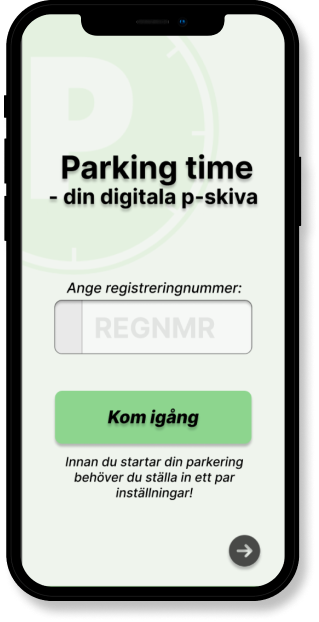 P
Parking time
- din digitala p-skiva
Ange registreringnummer:
REGNMR
Kom igång
Innan du startar din parkering
behöver du ställa in ett par
inställningar!